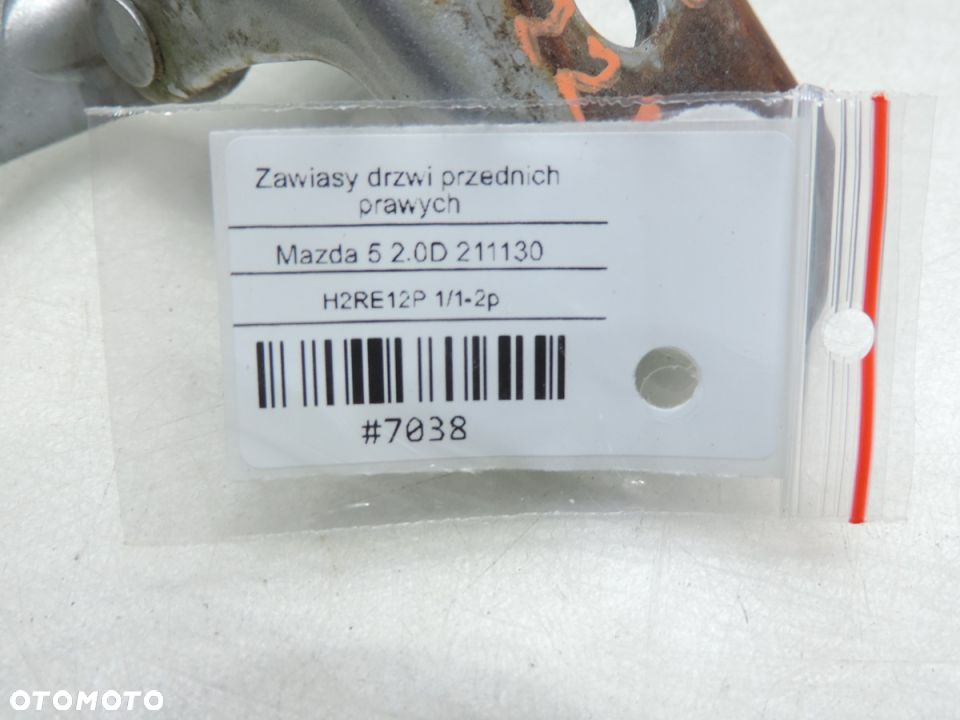 Zawiasy drzwi przednich
prawych
Mazda 5 2.0D 211130
H2RE12P 1/1-2p
#7038
OTOMOTO